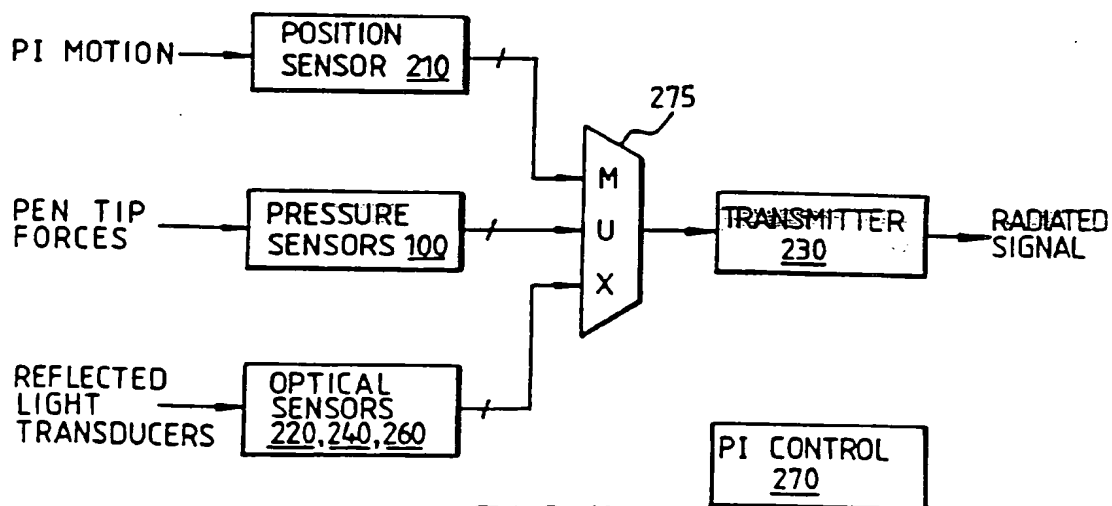 PI MOTION
POSITION
SENSOR 210
275
PEN TIP
FORCES
PRESSURE
SENSORS 100
M
U
X
TRANSMITTER
230
RADIATED
SIGNAL
REFLECTED
LIGHT
TRANSDUCERS
OPTICAL
SENSORS
220, 240, 260
PI CONTROL
270